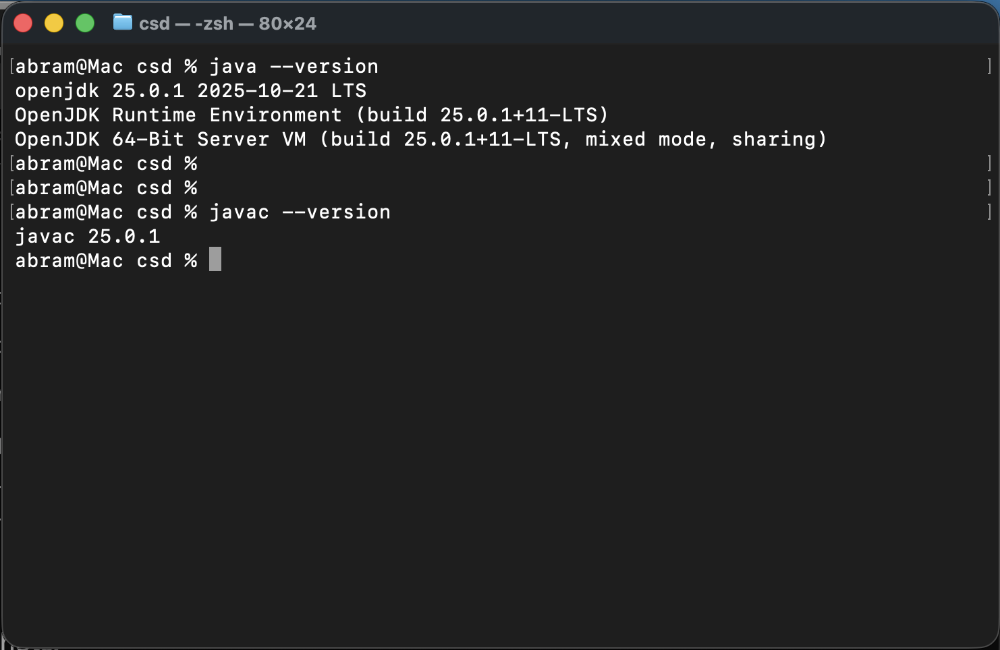 csd — -zsh — 80×24
[abram@Mac csd % java --version ]
openjdk 25.0.1 2025-10-21 LTS
OpenJDK Runtime Environment (build 25.0.1+11-LTS)
OpenJDK 64-Bit Server VM (build 25.0.1+11-LTS, mixed mode, sharing)
[abram@Mac csd % ]
[abram@Mac csd % ]
[abram@Mac csd % javac --version ]
javac 25.0.1
abram@Mac csd %